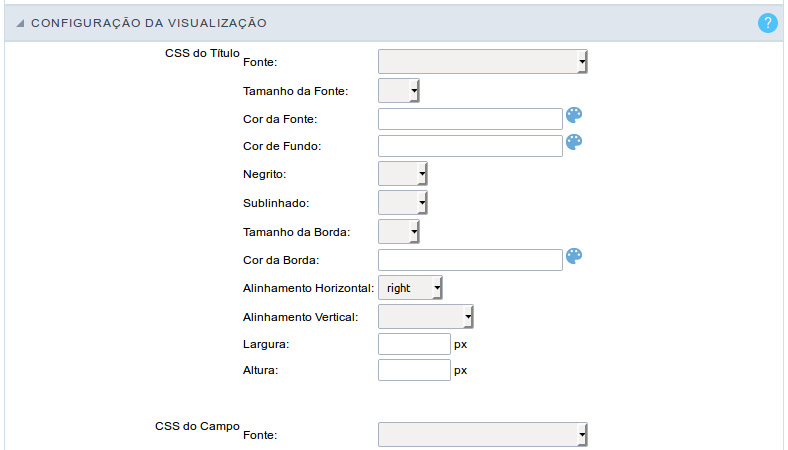 CONFIGURAÇÃO DA VISUALIZAÇÃO ?
CSS do Título
Fonte:
Tamanho da Fonte:
Cor da Fonte:
Cor de Fundo:
Negrito:
Sublinhado:
Tamanho da Borda:
Cor da Borda:
Alinhamento Horizontal: right
Alinhamento Vertical:
Largura: px
Altura: px
CSS do Campo
Fonte: